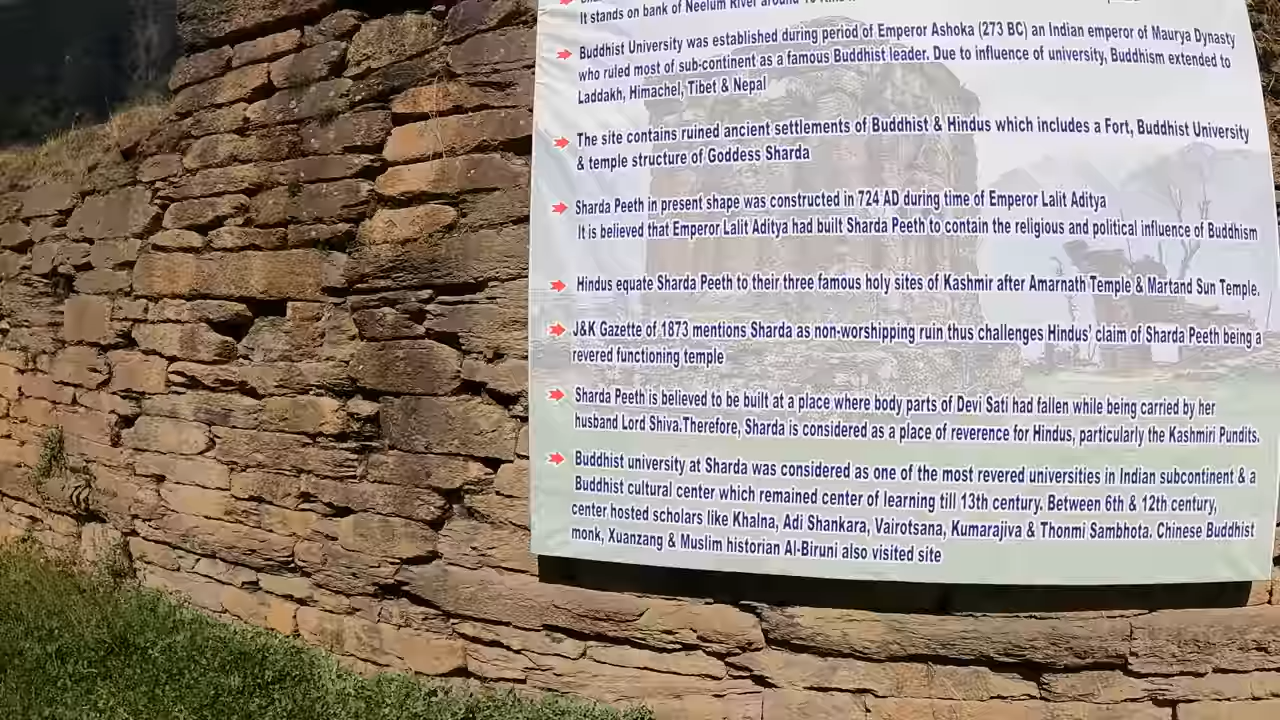 It stands on bank of Neelum River around
Buddhist University was established during period of Emperor Ashoka (273 BC) an Indian emperor of Maurya Dynasty
who ruled most of sub-continent as a famous Buddhist leader. Due to influence of university, Buddhism extended to
Laddakh, Himachel, Tibet & Nepal
The site contains ruined ancient settlements of Buddhist & Hindus which includes a Fort, Buddhist University
& temple structure of Goddess Sharda
Sharda Peeth in present shape was constructed in 724 AD during time of Emperor Lalit Aditya
It is believed that Emperor Lalit Aditya had built Sharda Peeth to contain the religious and political influence of Buddhism
Hindus equate Sharda Peeth to their three famous holy sites of Kashmir after Amarnath Temple & Martand Sun Temple.
J&K Gazette of 1873 mentions Sharda as non-worshipping ruin thus challenges Hindus' claim of Sharda Peeth being a
revered functioning temple
Sharda Peeth is believed to be built at a place where body parts of Devi Sati had fallen while being carried by her
husband Lord Shiva.Therefore, Sharda is considered as a place of reverence for Hindus, particularly the Kashmiri Pundits.
Buddhist university at Sharda was considered as one of the most revered universities in Indian subcontinent & a
Buddhist cultural center which remained center of learning till 13th century. Between 6th & 12th century,
center hosted scholars like Khalna, Adi Shankara, Vairotsana, Kumarajiva & Thonmi Sambhota. Chinese Buddhist
monk, Xuanzang & Muslim historian Al-Biruni also visited site